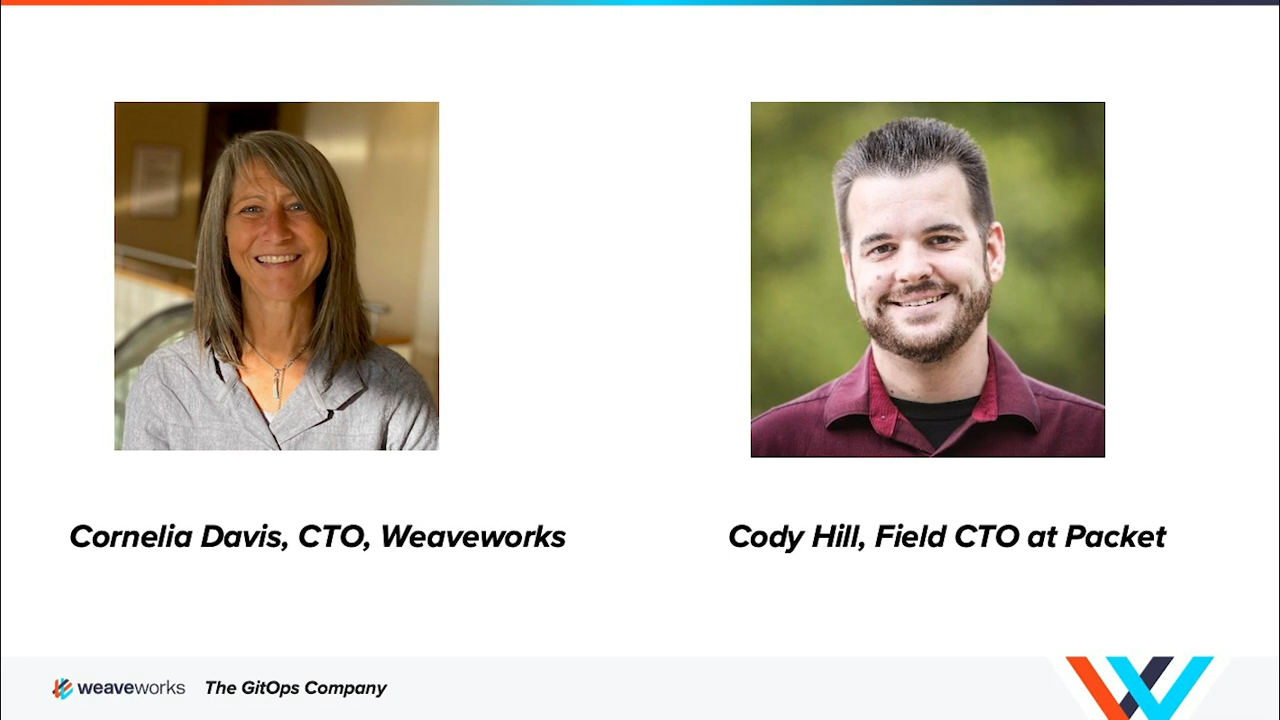 Cornelia Davis, CTO, Weaveworks
Cody Hill, Field CTO at Packet
weaveworks
The GitOps Company